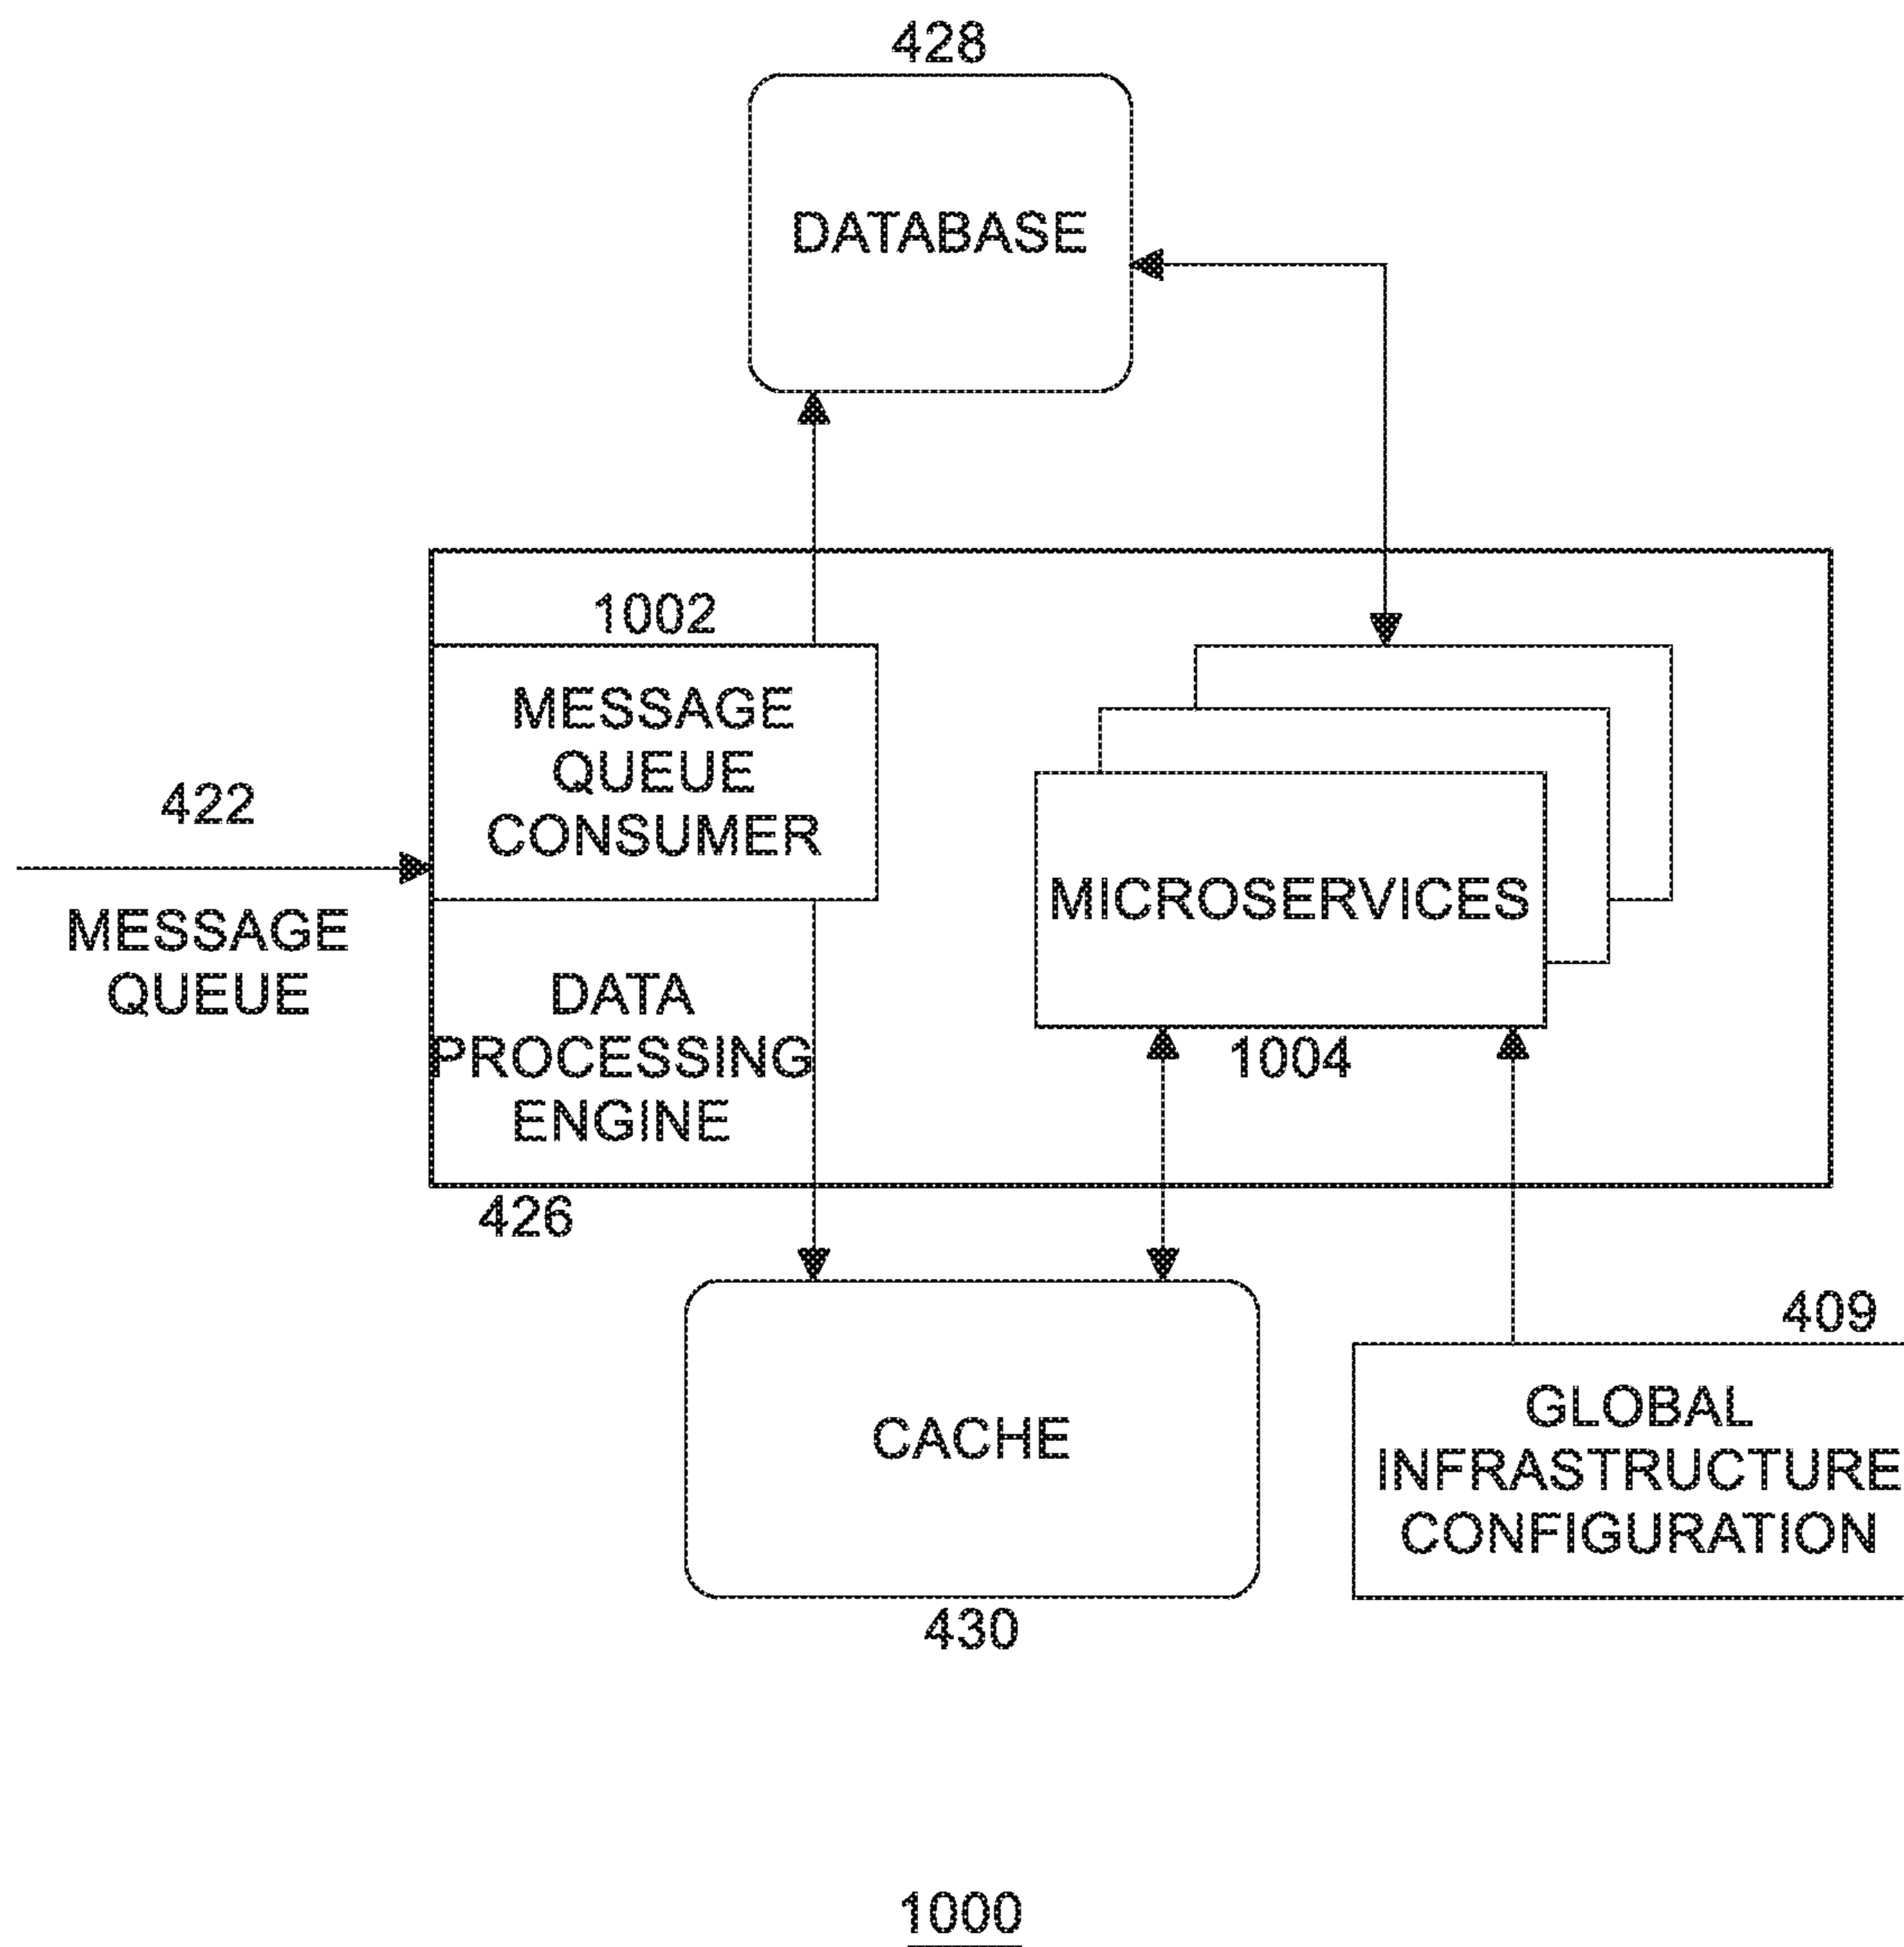 428
DATABASE
1002
MESSAGE
QUEUE
CONSUMER
422
MESSAGE
QUEUE
MICROSERVICES
1004
DATA
PROCESSING
ENGINE
426
CACHE
430
409
GLOBAL
INFRASTRUCTURE
CONFIGURATION
1000